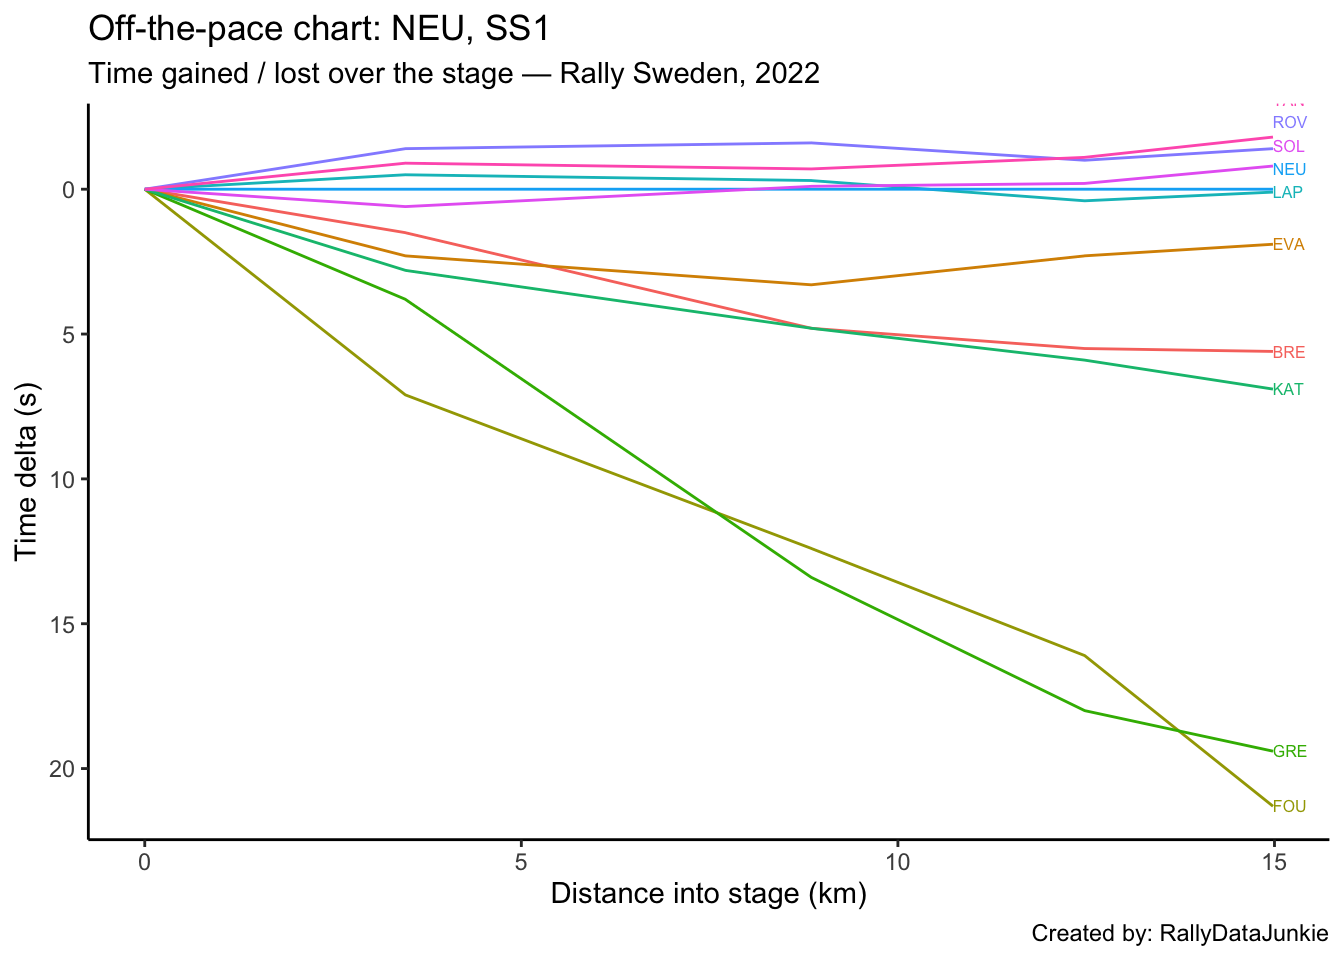 Off-the-pace chart: NEU, SS1
Time gained / lost over the stage — Rally Sweden, 2022
ROV
SOL
NEU
LAP
EVA
BRE
KAT
GRE
FOU
0
5
10
15
20
Time delta (s)
0
5
10
15
Distance into stage (km)
Created by: RallyDataJunkie